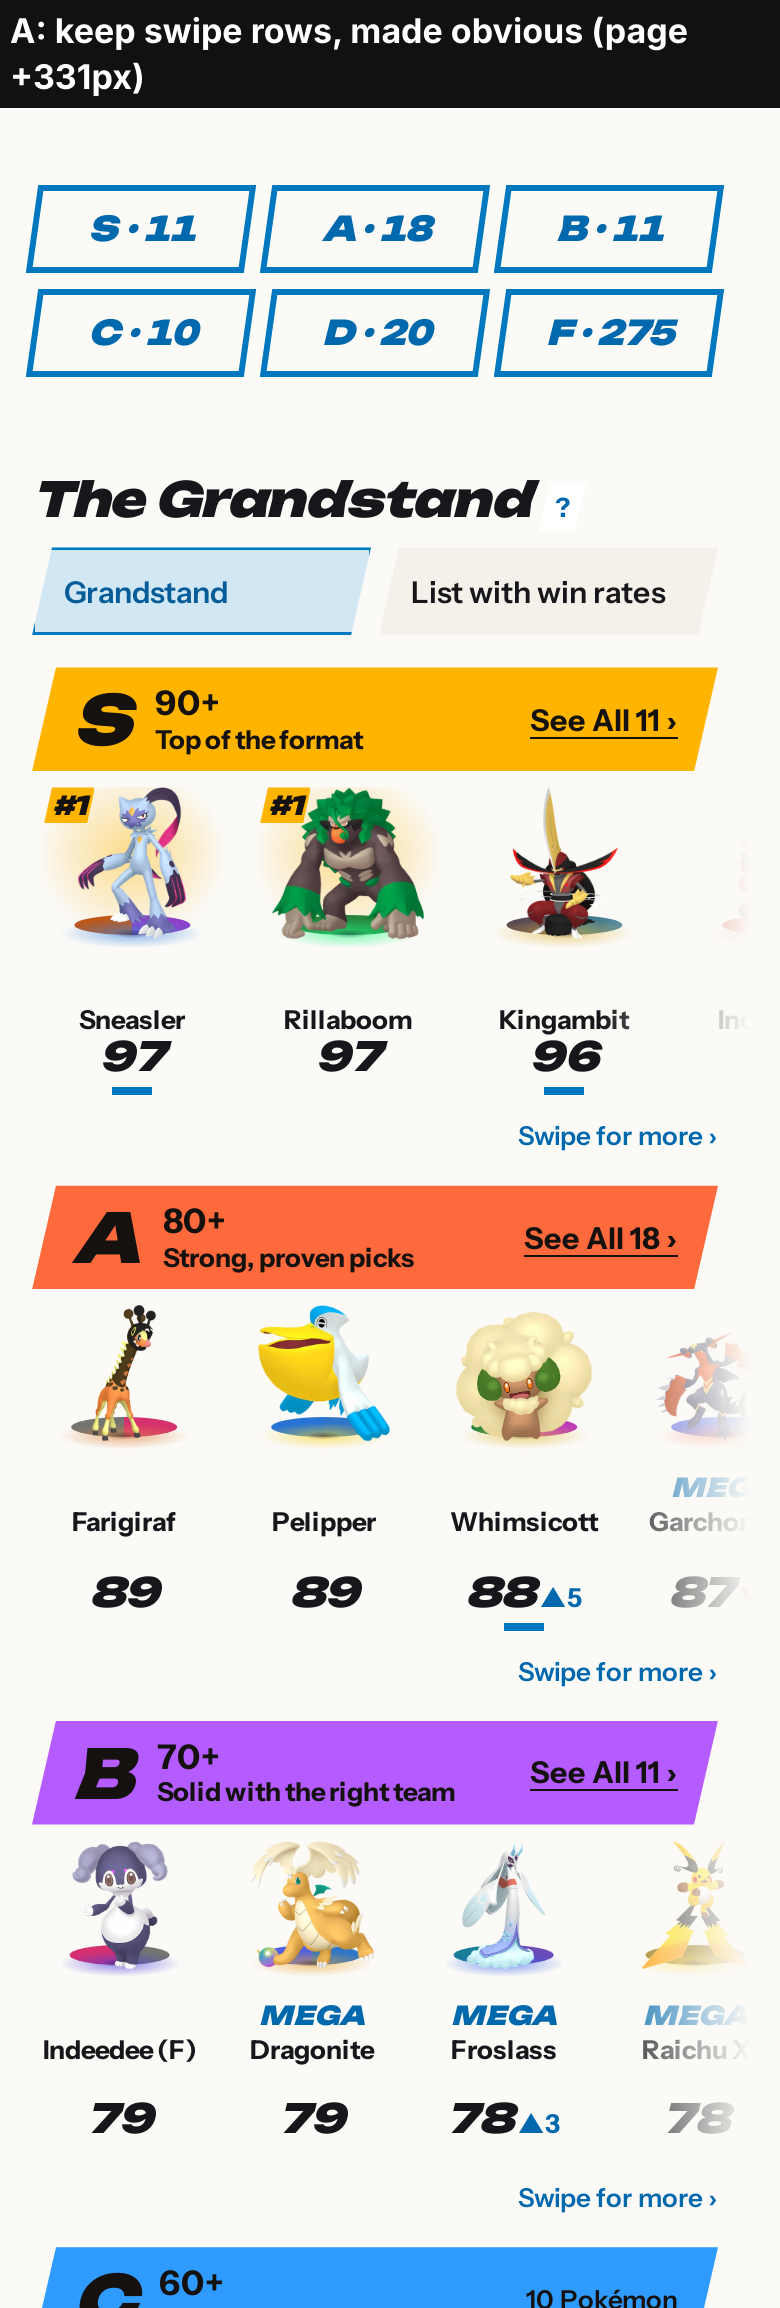 A: keep swipe rows, made obvious (page
+331px)
S·11
A·18
B·11
C·10
D·20
F·275
The Grandstand ?
Grandstand
List with win rates
S
90+
Top of the format
See All 11 ›
#1
#1
Sneasler
Rillaboom
Kingambit
97
97
96
Swipe for more ›
A
80+
Strong, proven picks
See All 18 ›
Farigiraf
Pelipper
Whimsicott
89
89
88▲5
87
Swipe for more ›
B
70+
Solid with the right team
See All 11 ›
MEGA
MEGA
MEGA
Indeedee (F)
Dragonite
Froslass
Raichu X
79
79
78▲3
78
Swipe for more ›
C
60+
10 Pokémon